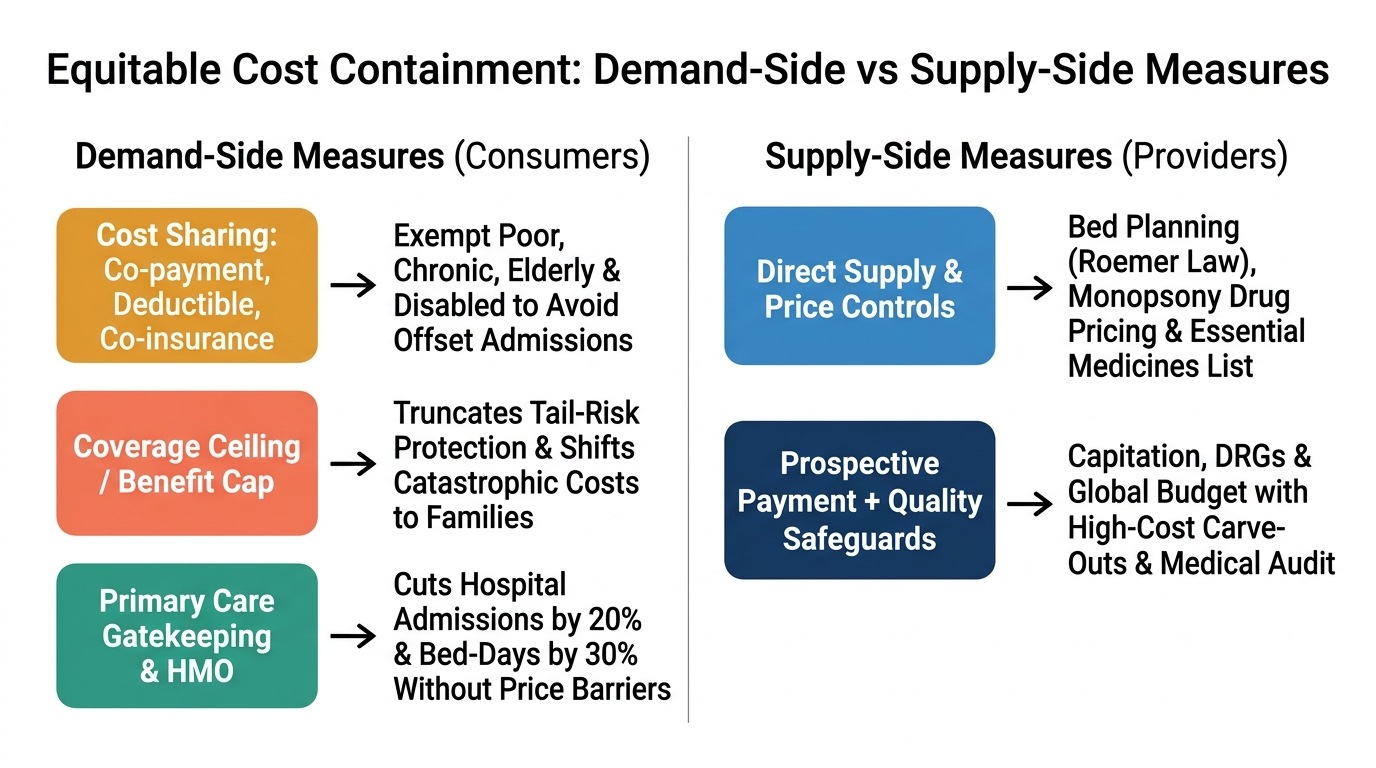 Equitable Cost Containment: Demand-Side vs Supply-Side Measures
Demand-Side Measures (Consumers)
Cost Sharing:
Co-payment,
Deductible,
Co-insurance
Exempt Poor,
Chronic, Elderly &
Disabled to Avoid
Offset Admissions
Coverage Ceiling
/ Benefit Cap
Truncates Tail-Risk
Protection & Shifts
Catastrophic Costs
to Families
Primary Care
Gatekeeping
& HMO
Cuts Hospital
Admissions by 20%
& Bed-Days by 30%
Without Price Barriers
Supply-Side Measures (Providers)
Direct Supply &
Price Controls
Bed Planning
(Roemer Law),
Monopsony Drug
Pricing & Essential
Medicines List
Prospective
Payment + Quality
Safeguards
Capitation, DRGs &
Global Budget with
High-Cost Carve-
Outs & Medical Audit